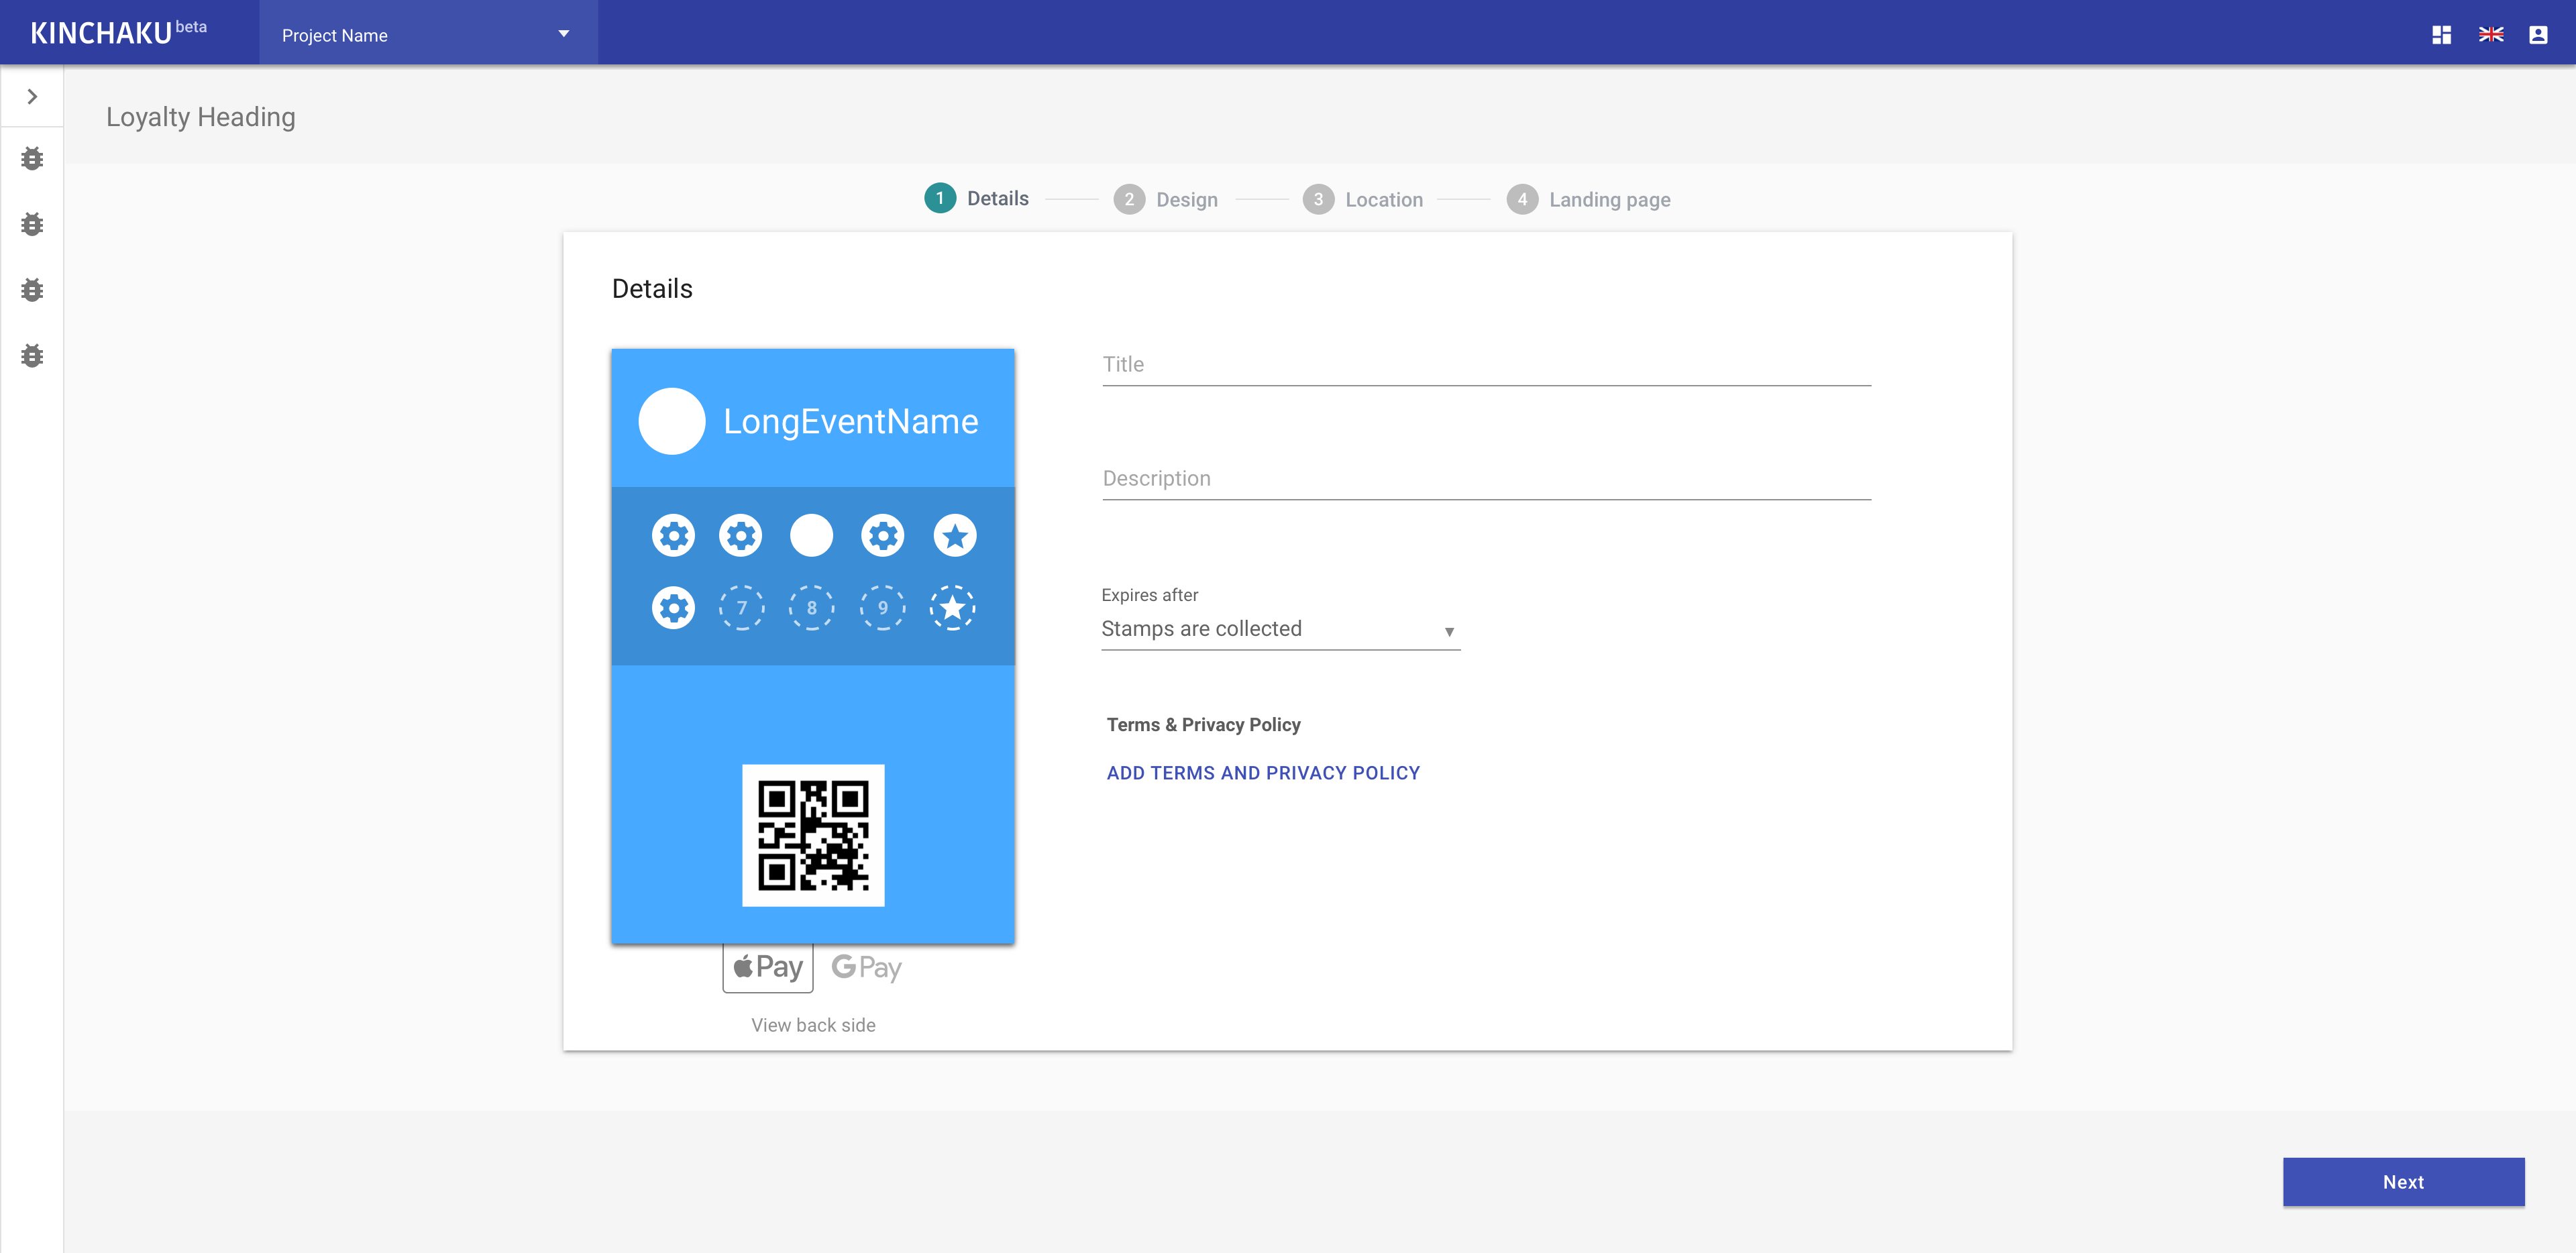 KINCHAKU beta
Project Name
Loyalty Heading
1 Details
2 Design
3 Location
4 Landing page
Details
LongEventName
7 8 9
Pay
G Pay
View back side
Title
Description
Expires after
Stamps are collected
Terms & Privacy Policy
ADD TERMS AND PRIVACY POLICY
Next